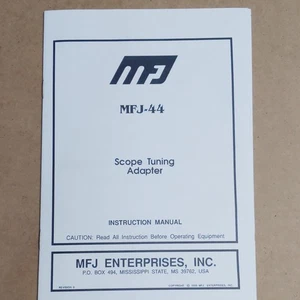 MFJ
MFJ-44
Scope Tuning
Adapter
INSTRUCTION MANUAL
CAUTION: Read All Instruction Before Operating Equipment
MFJ ENTERPRISES, INC.
P.O. BOX 494, MISSISSIPPI STATE, MS 39762, USA